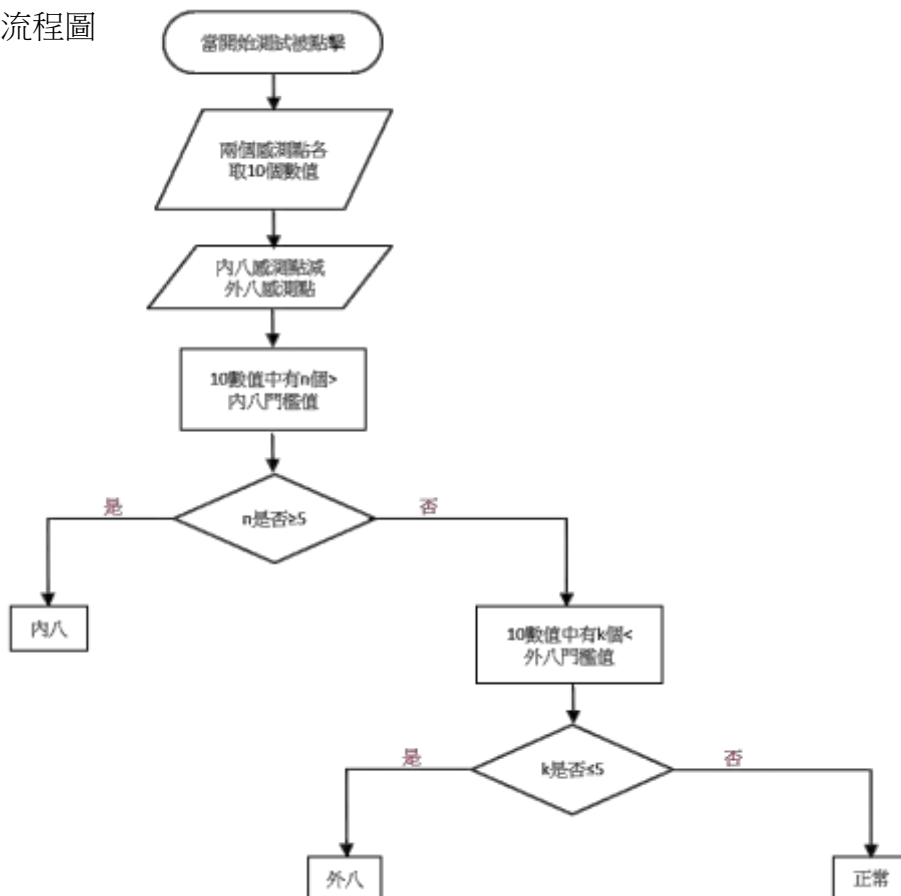 流程圖
當開始測試被點擊
兩個感測點各
取10個數值
內八感測點減
外八感測點
10數值中有n個>
內八門檻值
n是否≥5
是
否
內八
10數值中有k個<
外八門檻值
k是否≤5
是
否
外八
正常